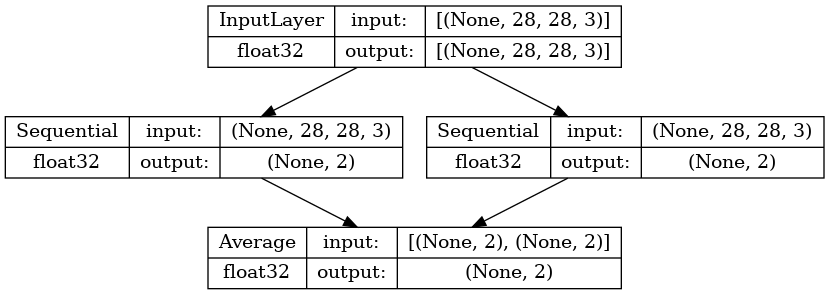 InputLayer input: [(None, 28, 28, 3)]
float32 output: [(None, 28, 28, 3)]
Sequential input: (None, 28, 28, 3)
float32 output: (None, 2)
Sequential input: (None, 28, 28, 3)
float32 output: (None, 2)
Average input: [(None, 2), (None, 2)]
float32 output: (None, 2)